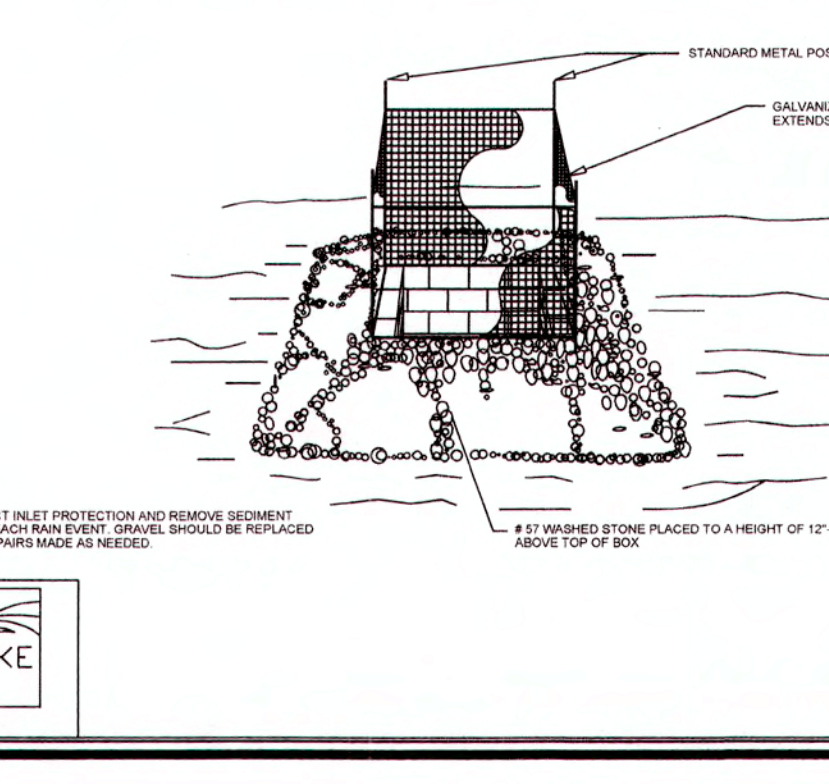 STANDARD METAL POS
GALVANIZ
EXTENDS
# 57 WASHED STONE PLACED TO A HEIGHT OF 12"-
ABOVE TOP OF BOX
T INLET PROTECTION AND REMOVE SEDIMENT
ACH RAIN EVENT. GRAVEL SHOULD BE REPLACED
PAIRS MADE AS NEEDED.
KE